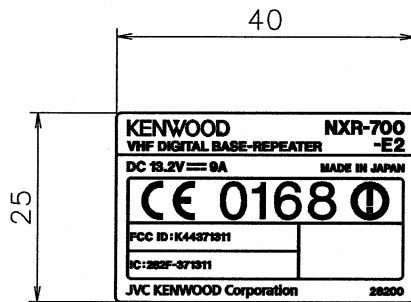 40
25
KENWOOD NXR-700
VHF DIGITAL BASE-REPEATER -E2
DC 13.2V 9A MADE IN JAPAN
CE 0168
FCC ID:K44371311
IC:282F-371311
JVC KENWOOD Corporation 28200